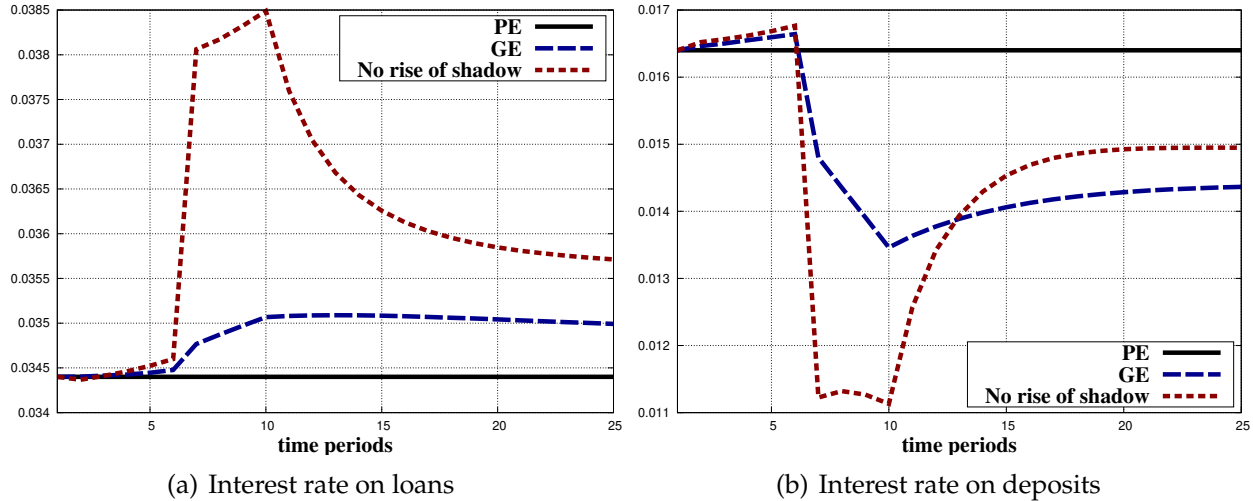 0.0385
0.038
0.0375
0.037
0.0365
0.036
0.0355
0.035
0.0345
0.034
5
10
15
20
25
PE
GE
No rise of shadow
time periods
(a) Interest rate on loans
0.017
0.016
0.015
0.014
0.013
0.012
0.011
5
10
15
20
25
PE
GE
No rise of shadow
time periods
(b) Interest rate on deposits